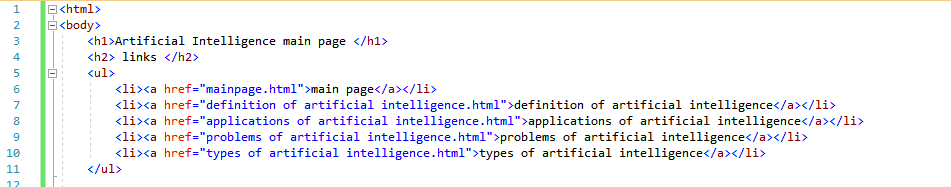 1 <html>
2 <body>
3 <h1>Artificial Intelligence main page </h1>
4 <h2> links </h2>
5 <ul>
6 <li><a href="mainpage.html">main page</a></li>
7 <li><a href="definition of artificial intelligence.html">definition of artificial intelligence</a></li>
8 <li><a href="applications of artificial intelligence.html">applications of artificial intelligence</a></li>
9 <li><a href="problems of artificial intelligence.html">problems of artificial intelligence</a></li>
10 <li><a href="types of artificial intelligence.html">types of artificial intelligence</a></li>
11 </ul>
12